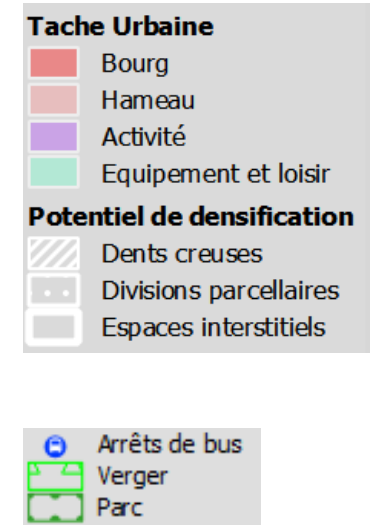 Tache Urbaine
Bourg
Hameau
Activité
Equipement et loisir
Potentiel de densification
Dents creuses
Divisions parcellaires
Espaces interstitiels
Arrêts de bus
Verger
Parc